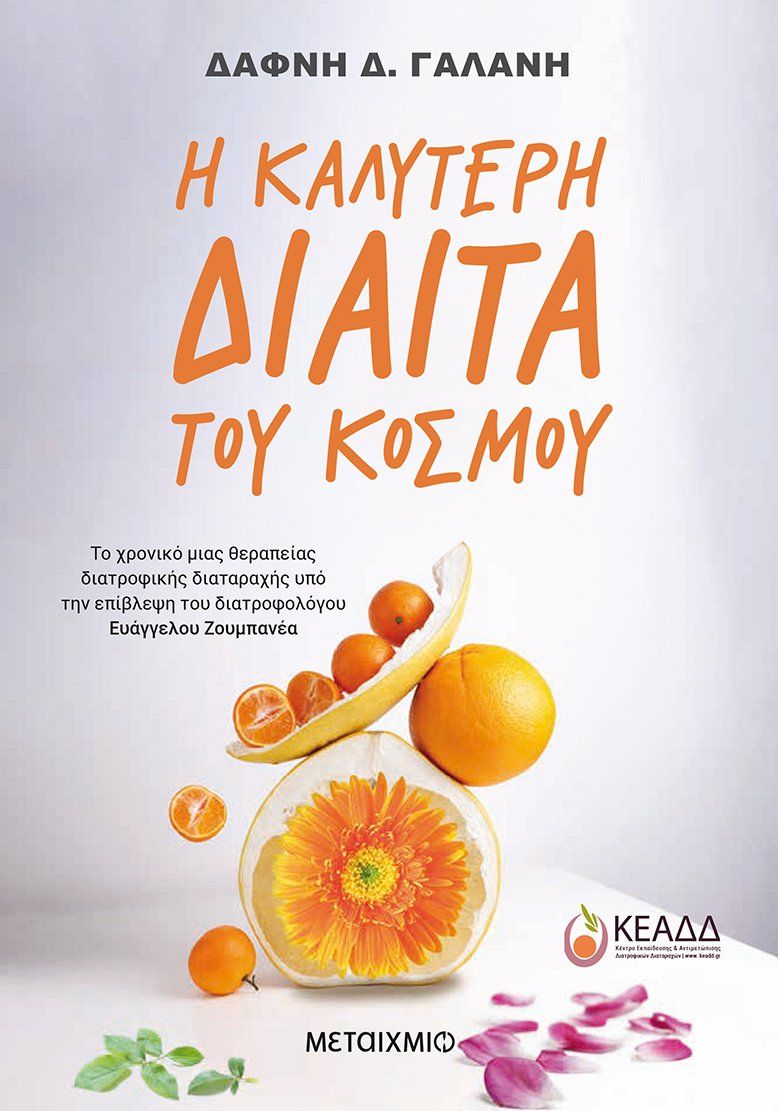 ΔΑΦΝΗ Δ. ΓΑΛΑΝΗ
Η ΚΑΛΥΤΕΡΗ
ΔΙΑΙΤΑ
ΤΟΥ ΚΟΣΜΟΥ
Το χρονικό μιας θεραπείας
διατροφικής διαταραχής υπό
την επίβλεψη του διατροφολόγου
Ευάγγελου Ζουμπανέα
ΚΕΑΔΔ
Κέντρο Εκπαίδευσης & Αντιμετώπισης
Διατροφικών Διαταραχών | www. keadd.gr
ΜΕΤΑΙΧΜΙΟ